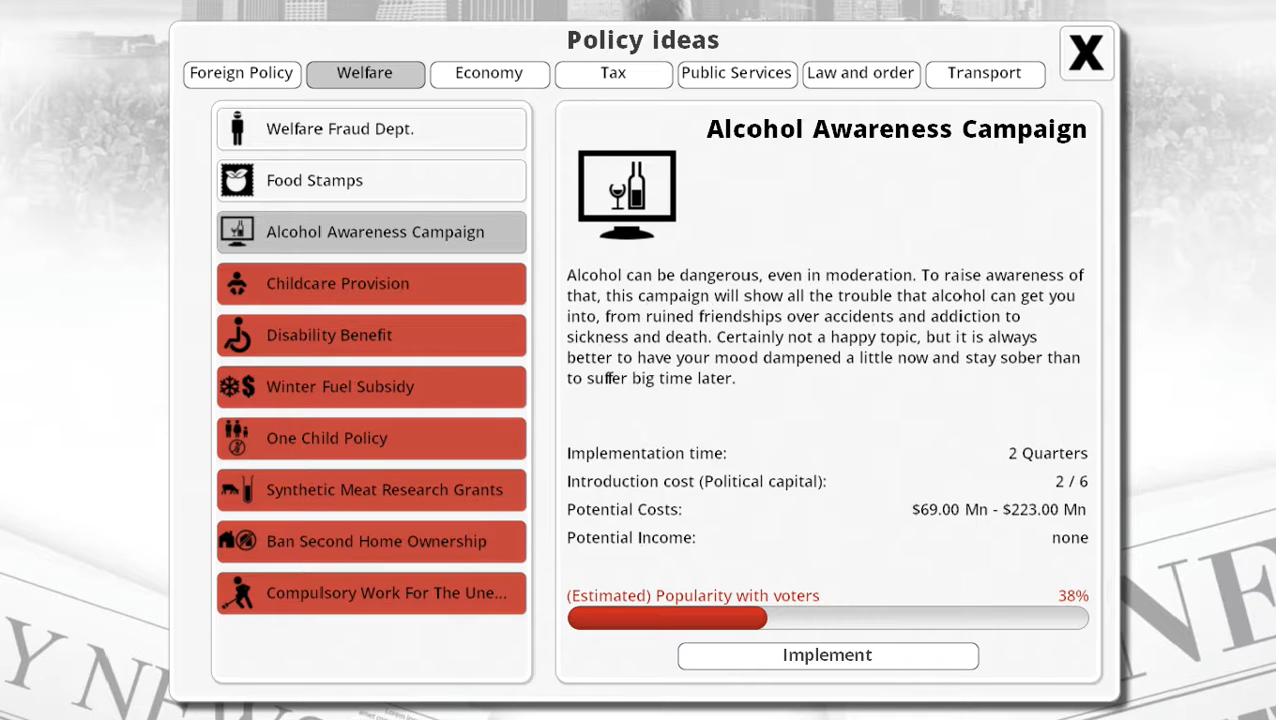 Policy ideas
X
Foreign Policy
Welfare
Economy
Tax
Public Services
Law and order
Transport
Welfare Fraud Dept.
Food Stamps
Alcohol Awareness Campaign
Childcare Provision
Disability Benefit
Winter Fuel Subsidy
One Child Policy
Synthetic Meat Research Grants
Ban Second Home Ownership
Compulsory Work For The Une...
Alcohol Awareness Campaign
Alcohol can be dangerous, even in moderation. To raise awareness of
that, this campaign will show all the trouble that alcohol can get you
into, from ruined friendships over accidents and addiction to
sickness and death. Certainly not a happy topic, but it is always
better to have your mood dampened a little now and stay sober than
to suffer big time later.
Implementation time: 2 Quarters
Introduction cost (Political capital): 2 / 6
Potential Costs: $69.00 Mn - $223.00 Mn
Potential Income: none
(Estimated) Popularity with voters 38%
Implement
Y NEWS
NE